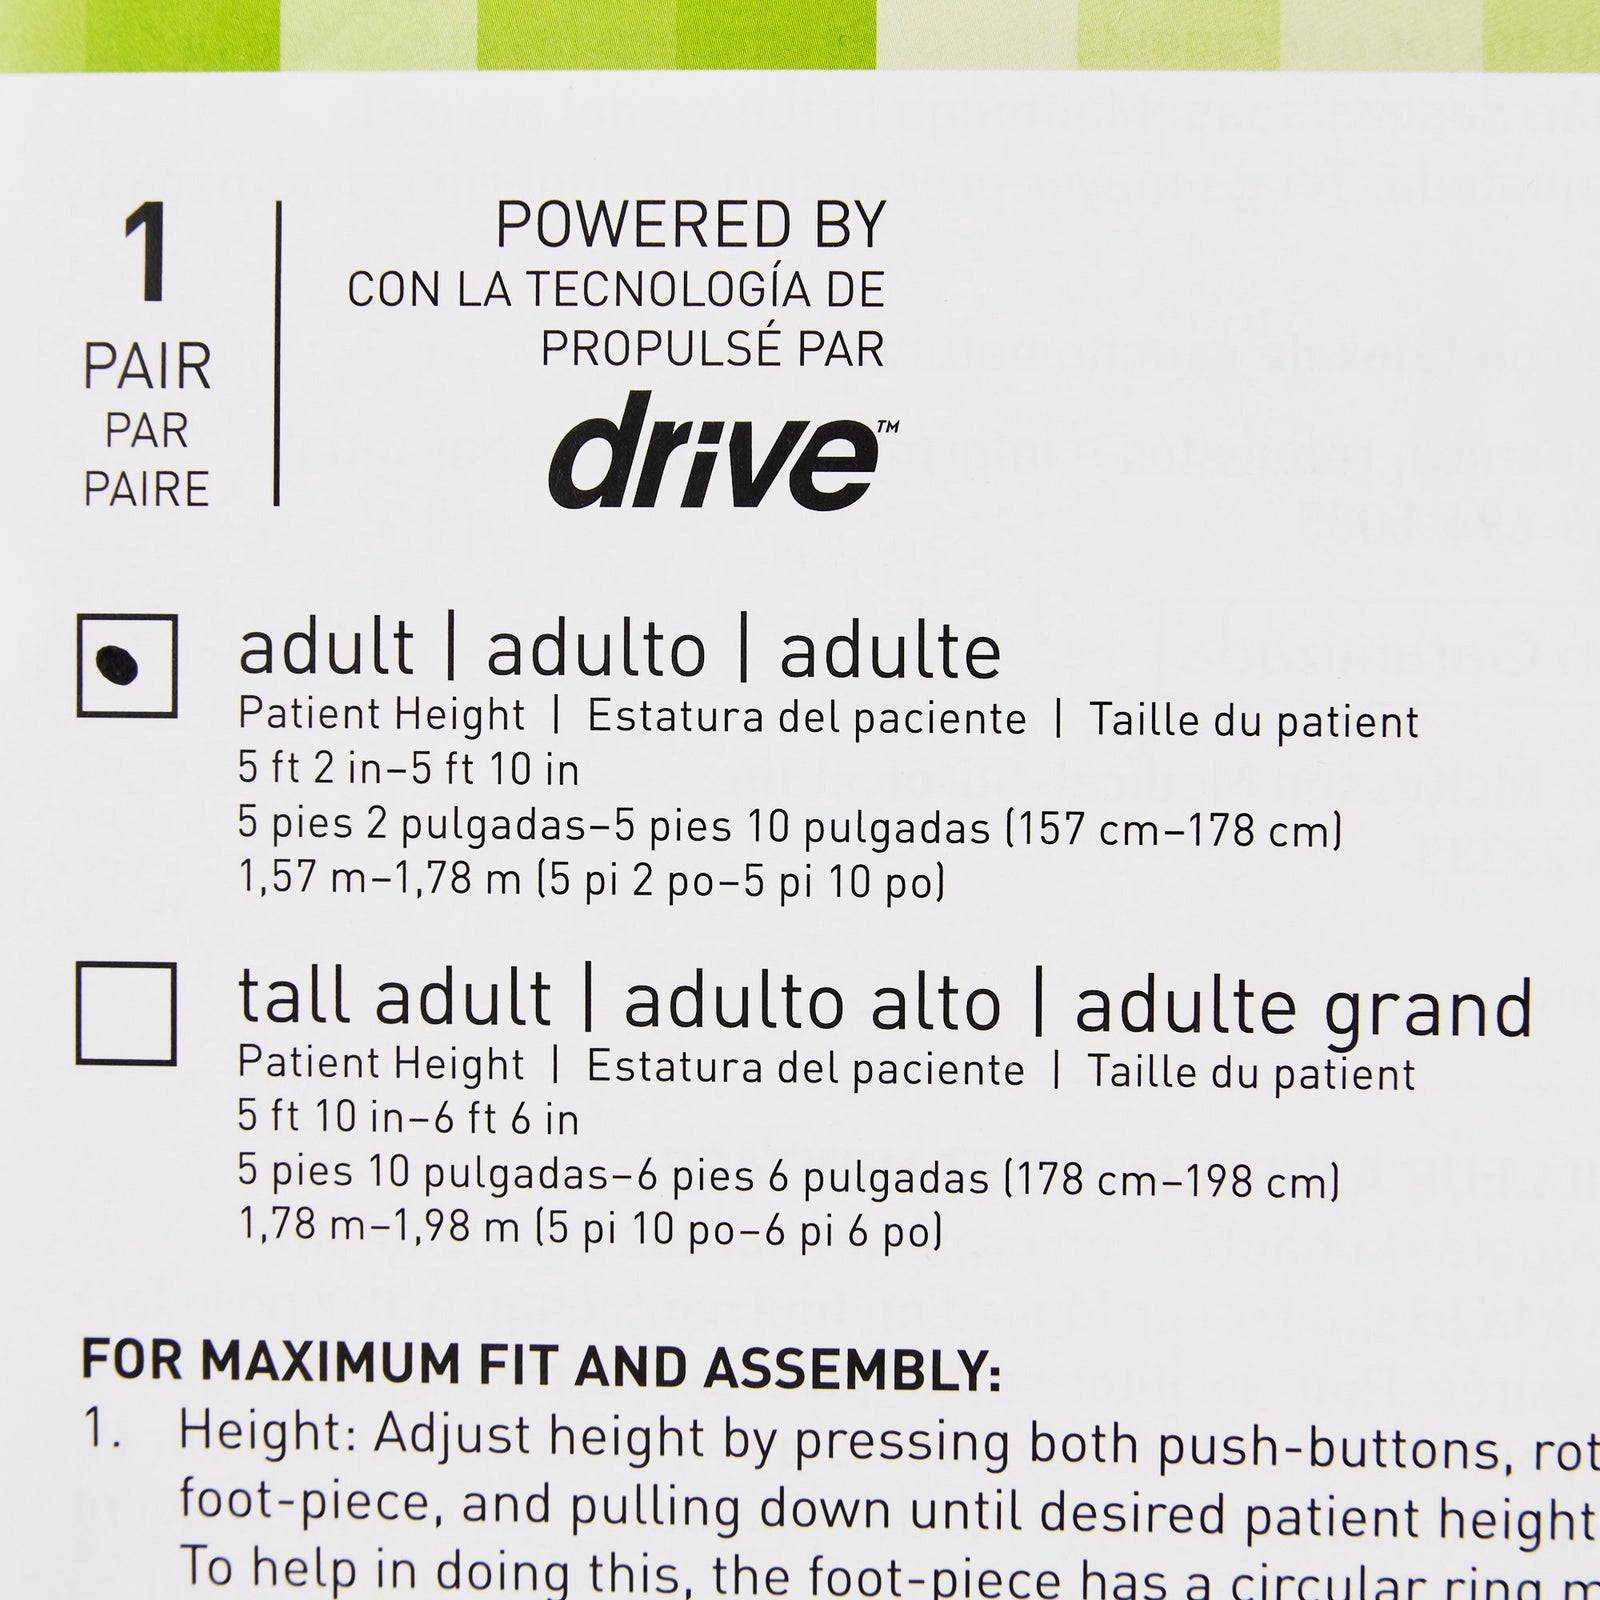 1
PAIR
PAR
PAIRE
POWERED BY
CON LA TECNOLOGÍA DE
PROPULSÉ PAR
drive™
adult | adulto | adulte
Patient Height | Estatura del paciente | Taille du patient
5 ft 2 in–5 ft 10 in
5 pies 2 pulgadas–5 pies 10 pulgadas (157 cm–178 cm)
1,57 m–1,78 m (5 pi 2 po–5 pi 10 po)
tall adult | adulto alto | adulte grand
Patient Height | Estatura del paciente | Taille du patient
5 ft 10 in–6 ft 6 in
5 pies 10 pulgadas–6 pies 6 pulgadas (178 cm–198 cm)
1,78 m–1,98 m (5 pi 10 po–6 pi 6 po)
FOR MAXIMUM FIT AND ASSEMBLY:
1. Height: Adjust height by pressing both push-buttons,
foot-piece, and pulling down until desired patient height
To help in doing this, the foot-piece has a circular ring